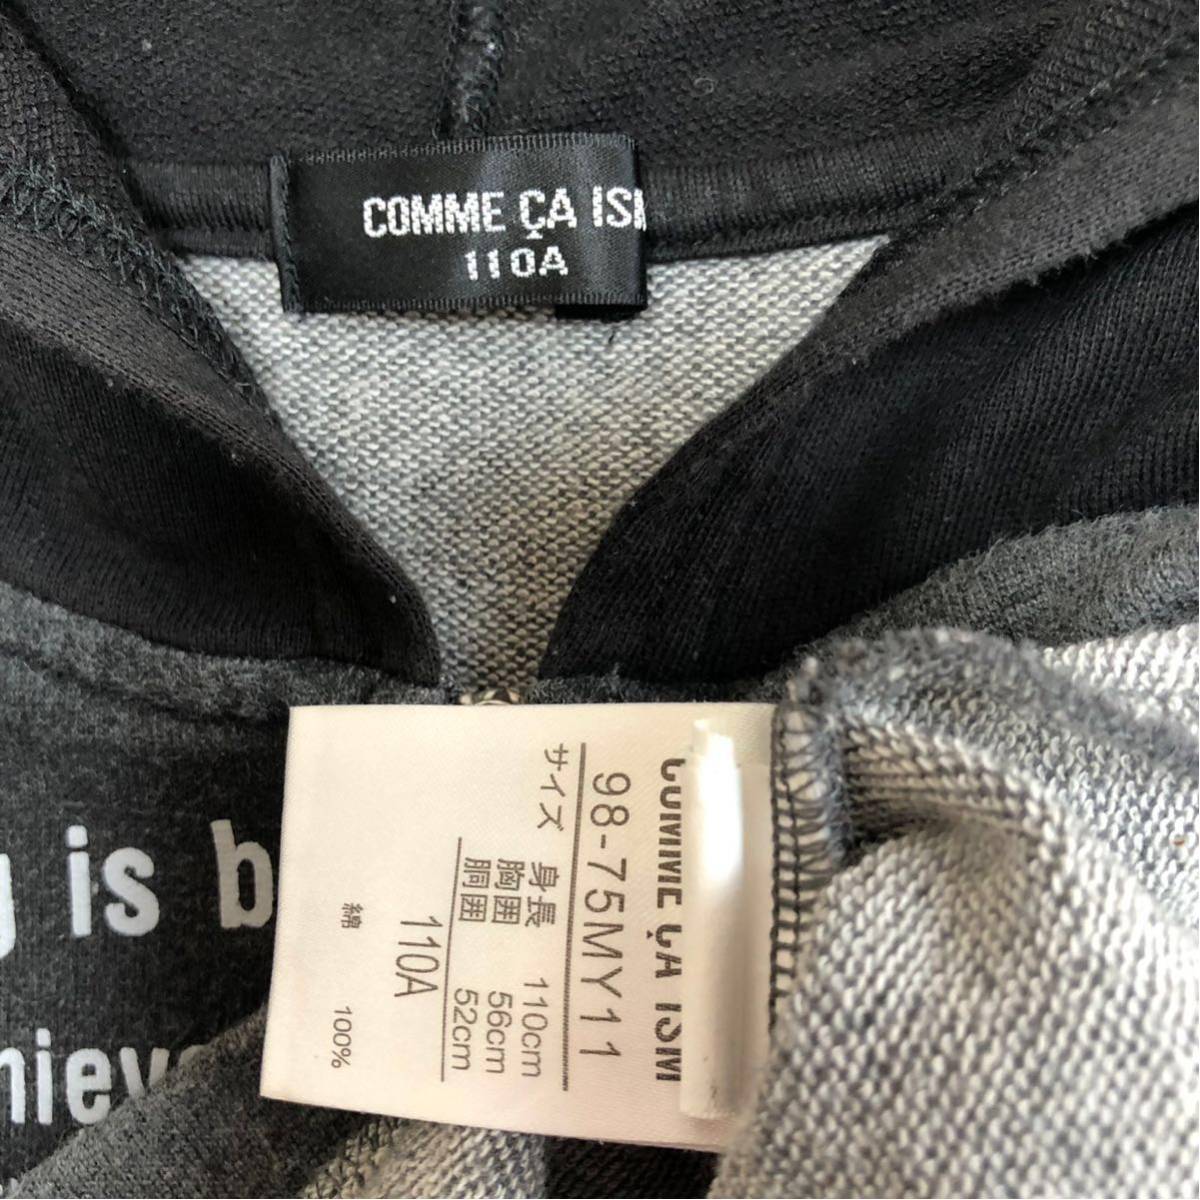 COMME ÇA ISM
110A
is b
hieve
COMME ÇA ISM
98-75MY11
サイズ 身長 110cm
胸囲 56cm
胴囲 52cm
110A
綿 100%